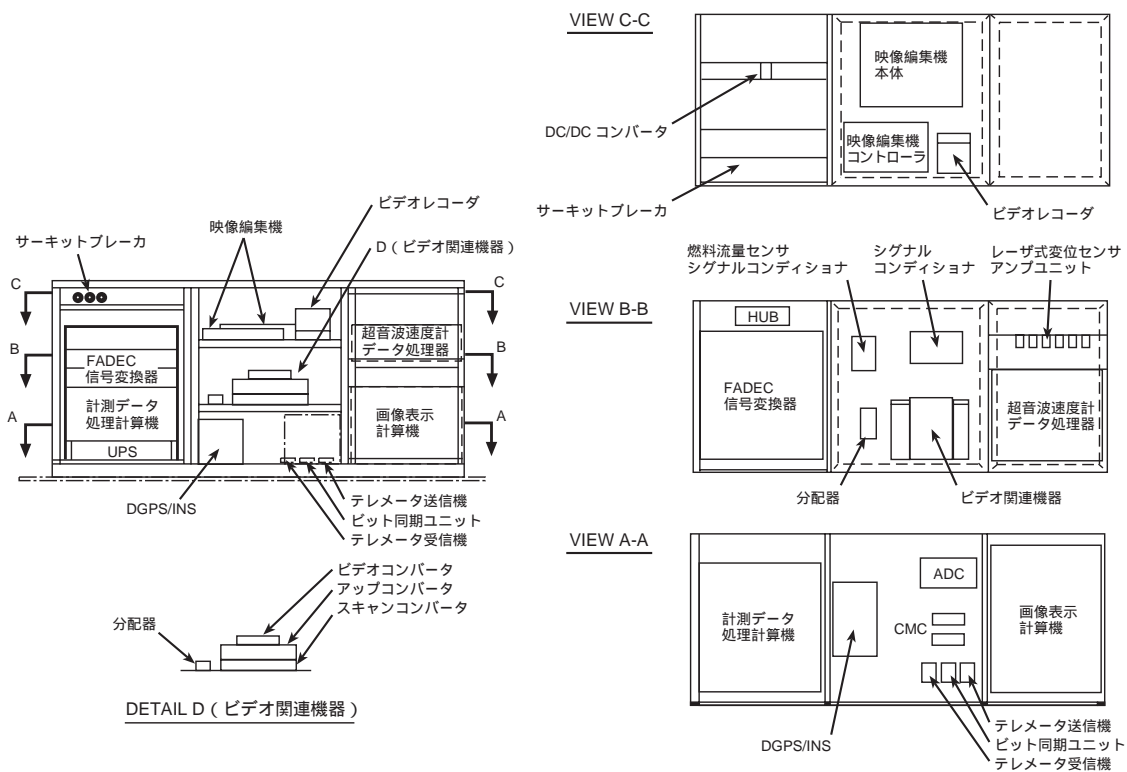 VIEW C-C
映像編集機
本体
DC/DC コンバータ
映像編集機
コントローラ
サーキットブレーカ
ビデオレコーダ
ビデオレコーダ
映像編集機
D（ビデオ関連機器）
サーキットブレーカ
C
C
B
B
A
A
FADEC
信号変換器
計測データ
処理計算機
UPS
超音波速度計
データ処理器
画像表示
計算機
DGPS/INS
テレメータ送信機
ビット同期ユニット
テレメータ受信機
ビデオコンバータ
アップコンバータ
スキャンコンバータ
分配器
DETAIL D（ビデオ関連機器）
VIEW B-B
燃料流量センサ
シグナルコンディショナ
シグナル
コンディショナ
レーザ式変位センサ
アンプユニット
HUB
FADEC
信号変換器
超音波速度計
データ処理器
分配器
ビデオ関連機器
VIEW A-A
計測データ
処理計算機
ADC
CMC
画像表示
計算機
DGPS/INS
テレメータ送信機
ビット同期ユニット
テレメータ受信機